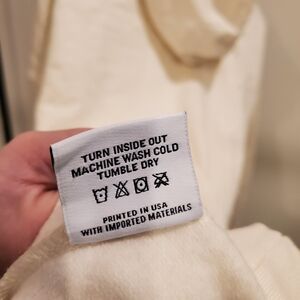 TURN INSIDE OUT
MACHINE WASH COLD
TUMBLE DRY
PRINTED IN USA
WITH IMPORTED MATERIALS